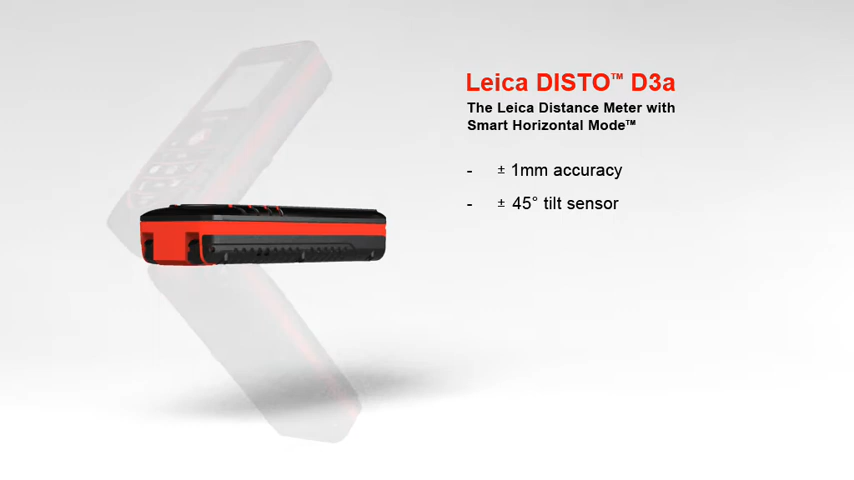 Leica DISTO™ D3a
The Leica Distance Meter with
Smart Horizontal Mode™
- ± 1mm accuracy
- ± 45° tilt sensor